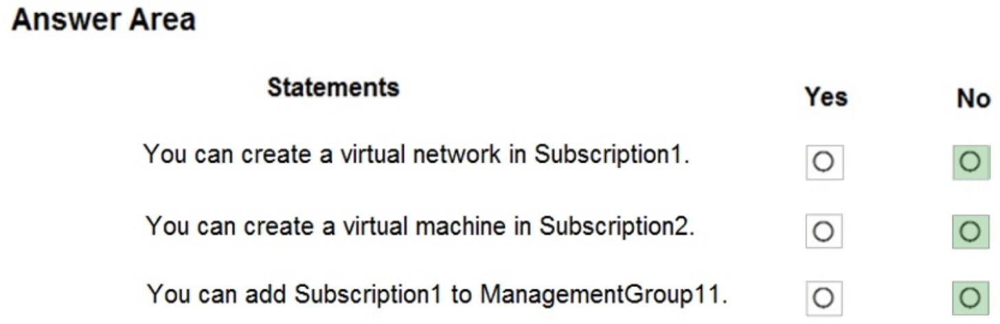 Answer Area
Statements Yes No
You can create a virtual network in Subscription1.
You can create a virtual machine in Subscription2.
You can add Subscription1 to ManagementGroup11.